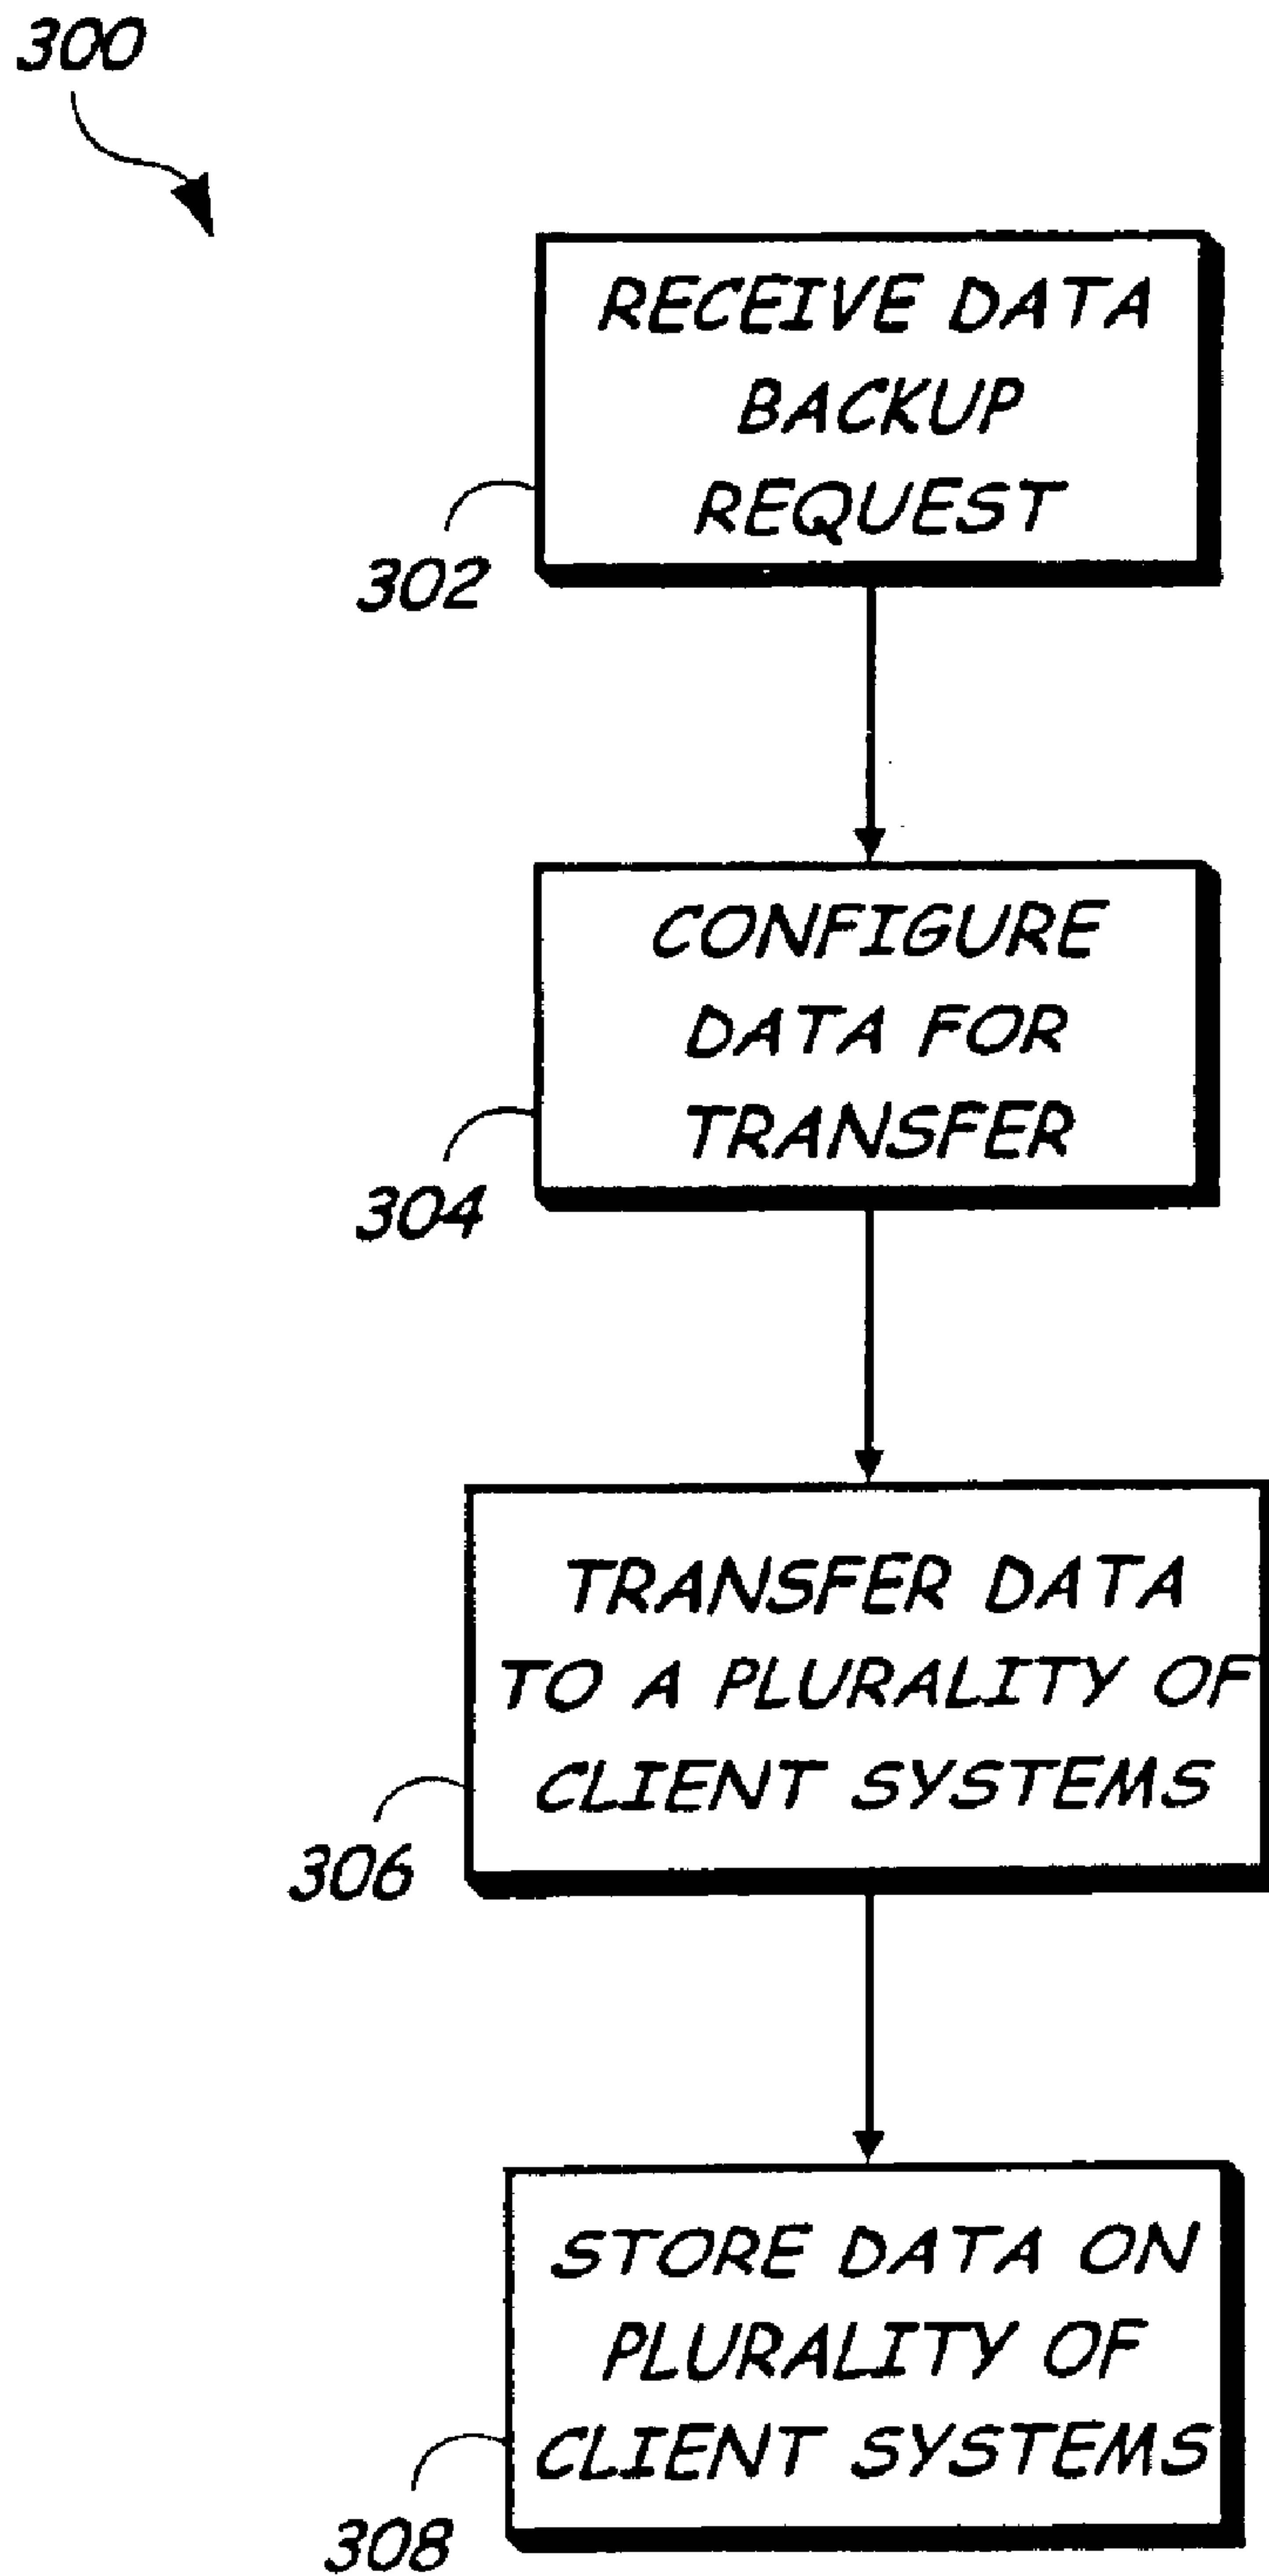 300
RECEIVE DATA
BACKUP
REQUEST
302
CONFIGURE
DATA FOR
TRANSFER
304
TRANSFER DATA
TO A PLURALITY OF
CLIENT SYSTEMS
306
STORE DATA ON
PLURALITY OF
CLIENT SYSTEMS
308